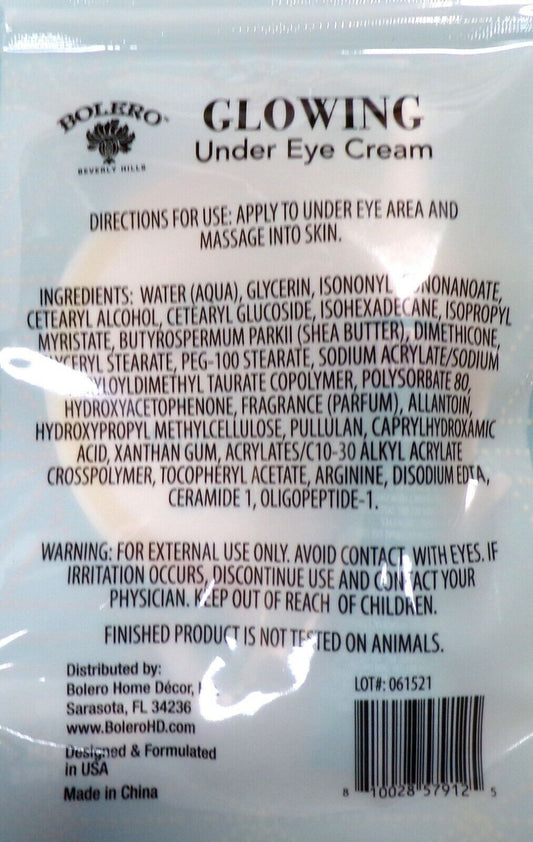 BOLERO™
BEVERLY HILLS
GLOWING
Under Eye Cream
DIRECTIONS FOR USE: APPLY TO UNDER EYE AREA AND
MASSAGE INTO SKIN.
INGREDIENTS: WATER (AQUA), GLYCERIN, ISONONYL
CETEARYL ALCOHOL, CETEARYL GLUCOSIDE, ISOHEXADECANE, ISOPROPYL
MYRISTATE, BUTYROSPERMUM PARKII (SHEA BUTTER), DIMETHICONE,
STEARATE, PEG-100 STEARATE, SODIUM ACRYLATE/SODIUM
TAURATE COPOLYMER, POLYSORBATE 80,
HYDROXYACETOPHENONE, FRAGRANCE (PARFUM), ALLANTOIN,
HYDROXYPROPYL METHYLCELLULOSE, PULLULAN, CAPRYLHYDROXAMIC
ACID, XANTHAN GUM, ACRYLATES/C10-30 ALKYL ACRYLATE
CROSSPOLYMER, TOCOPHERYL ACETATE, ARGININE, DISODIUM EDTA,
CERAMIDE 1, OLIGOPEPTIDE-1.
WARNING: FOR EXTERNAL USE ONLY. AVOID CONTACT WITH EYES. IF
IRRITATION OCCURS, DISCONTINUE USE AND CONTACT YOUR
PHYSICIAN. KEEP OUT OF REACH OF CHILDREN.
FINISHED PRODUCT IS NOT TESTED ON ANIMALS.
Distributed by:
Bolero Home Décor,
Sarasota, FL 34236
www.BoleroHD.com
Designed & Formulated
in USA
Made in China
LOT#: 061521
8 10028 57912 5